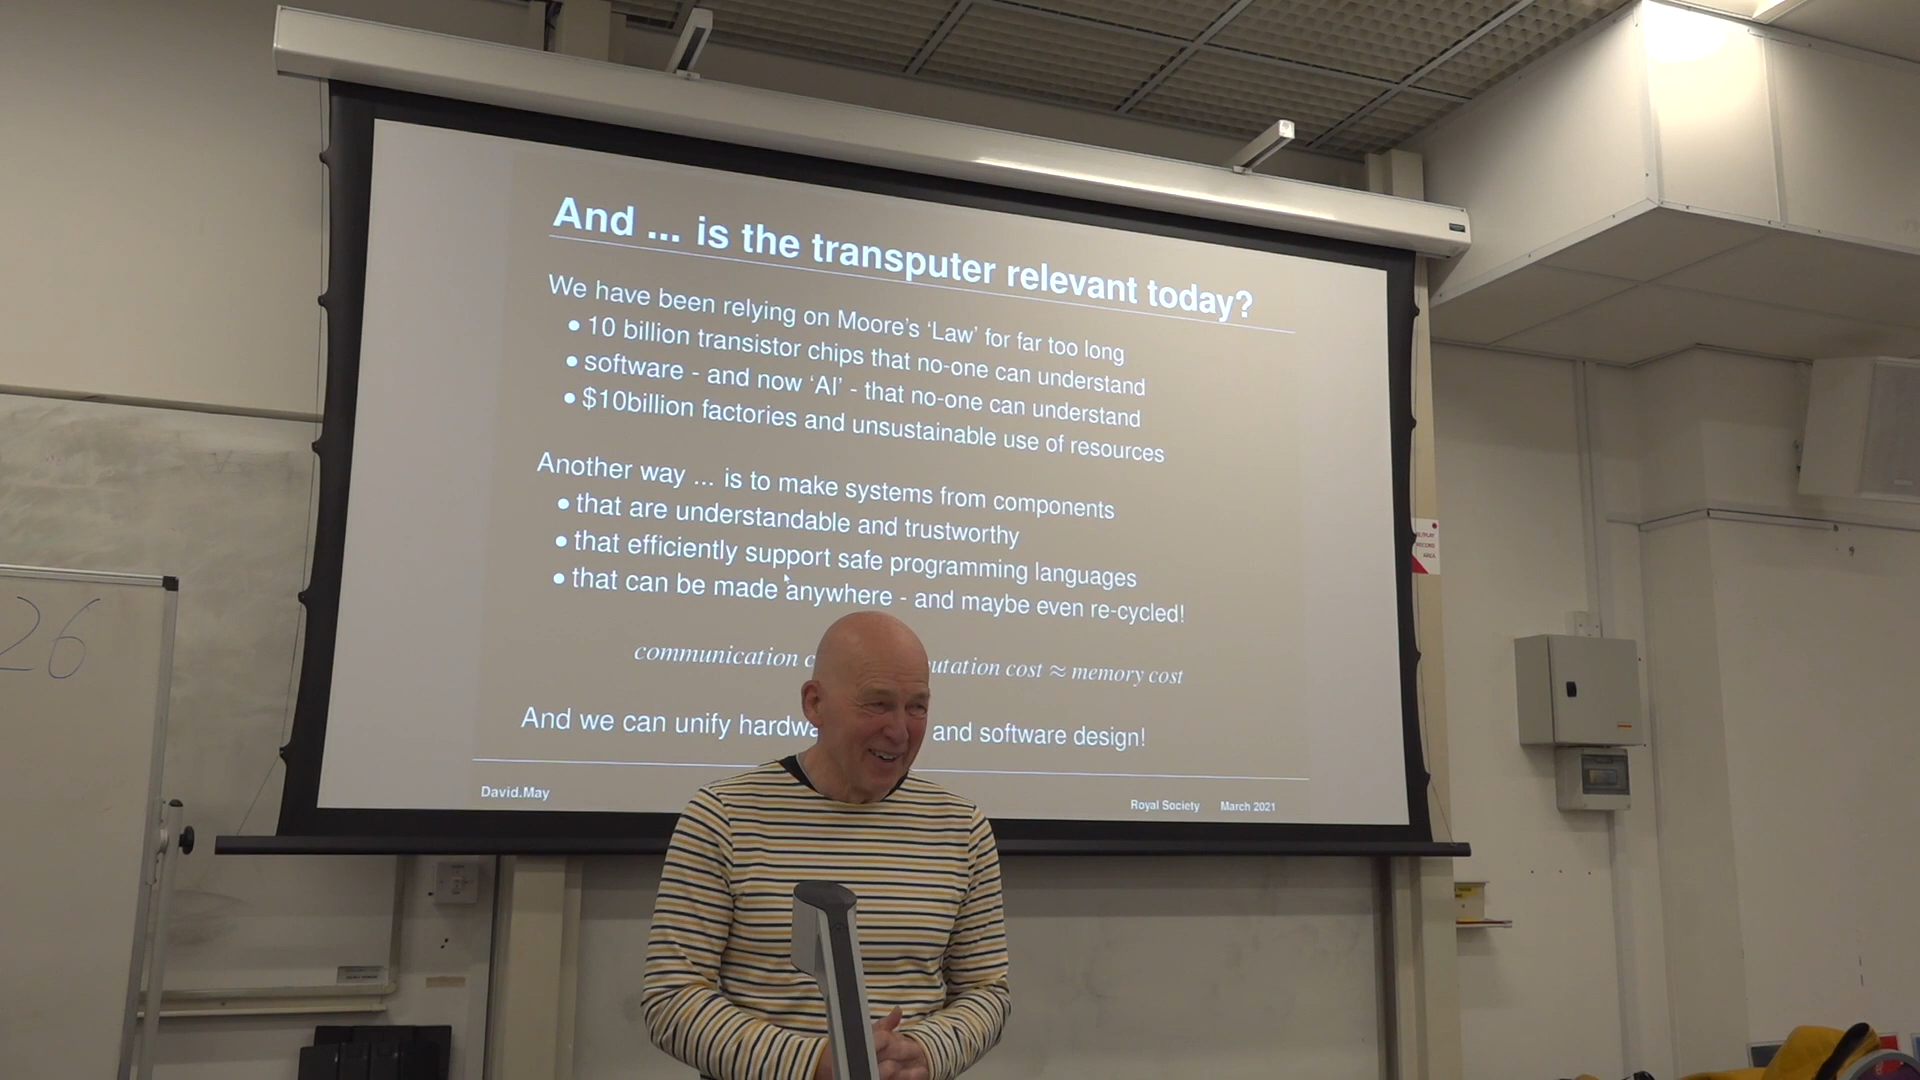 And ... is the transputer relevant today?
We have been relying on Moore's 'Law' for far too long
• 10 billion transistor chips that no-one can understand
• software - and now 'AI' - that no-one can understand
• $10billion factories and unsustainable use of resources
Another way ... is to make systems from components
• that are understandable and trustworthy
• that efficiently support safe programming languages
• that can be made anywhere - and maybe even re-cycled!
communication c utation cost ≈ memory cost
And we can unify hardwa and software design!
David.May Royal Society March 2021
26